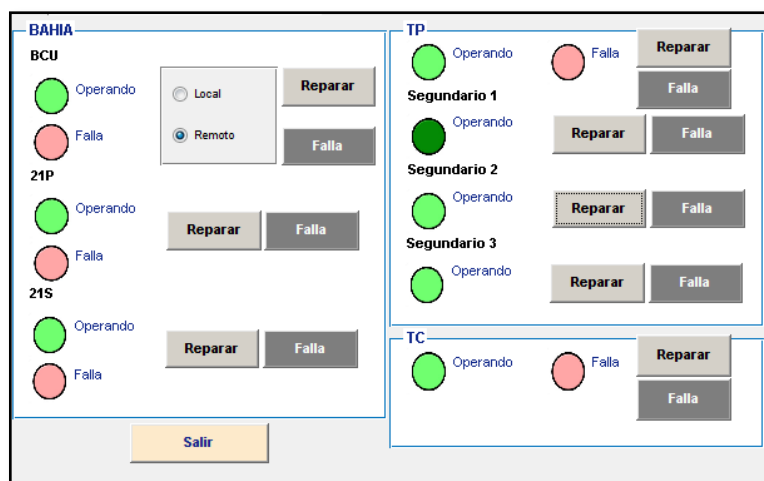 BAHIA
BCU
Operando
Local
Reparar
Falla
Remoto
Falla
21P
Operando
Reparar
Falla
Falla
21S
Operando
Reparar
Falla
Falla
Salir
TP
Operando
Falla
Reparar
Falla
Segundario 1
Operando
Reparar
Falla
Segundario 2
Operando
Reparar
Falla
Segundario 3
Operando
Reparar
Falla
TC
Operando
Falla
Reparar
Falla